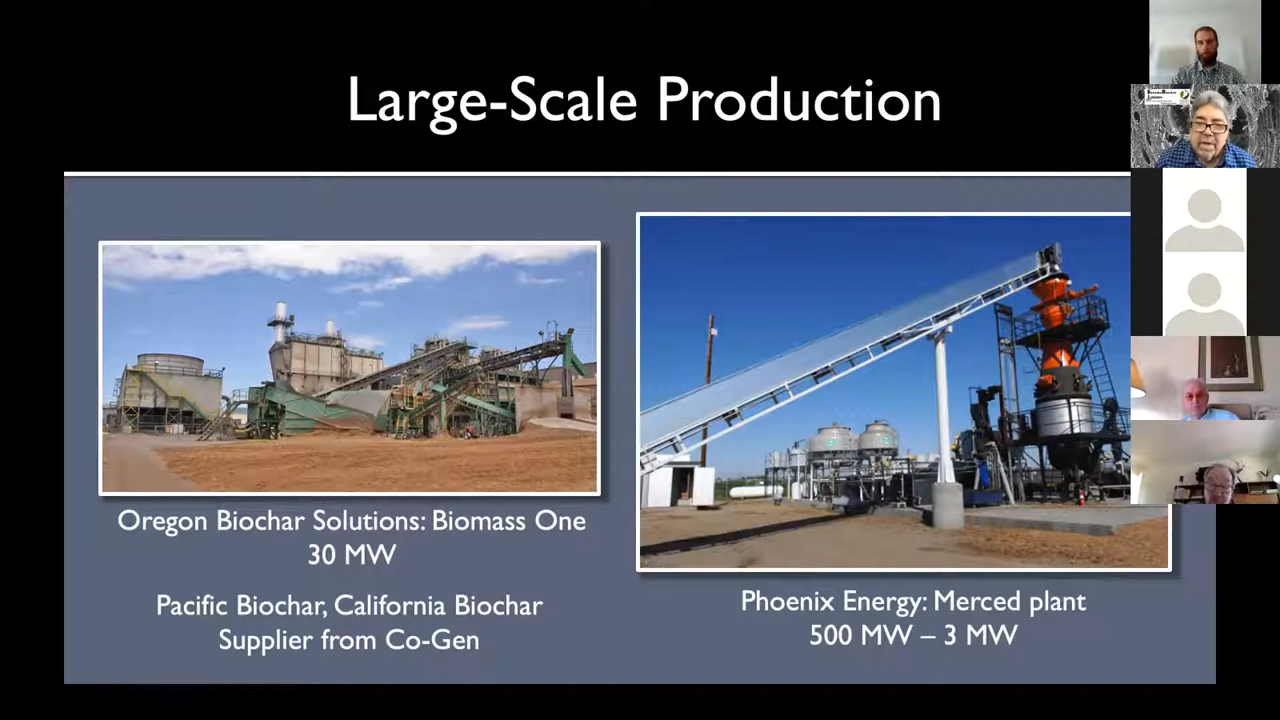 Large-Scale Production
Oregon Biochar Solutions: Biomass One
30 MW
Pacific Biochar, California Biochar
Supplier from Co-Gen
Phoenix Energy: Merced plant
500 MW – 3 MW